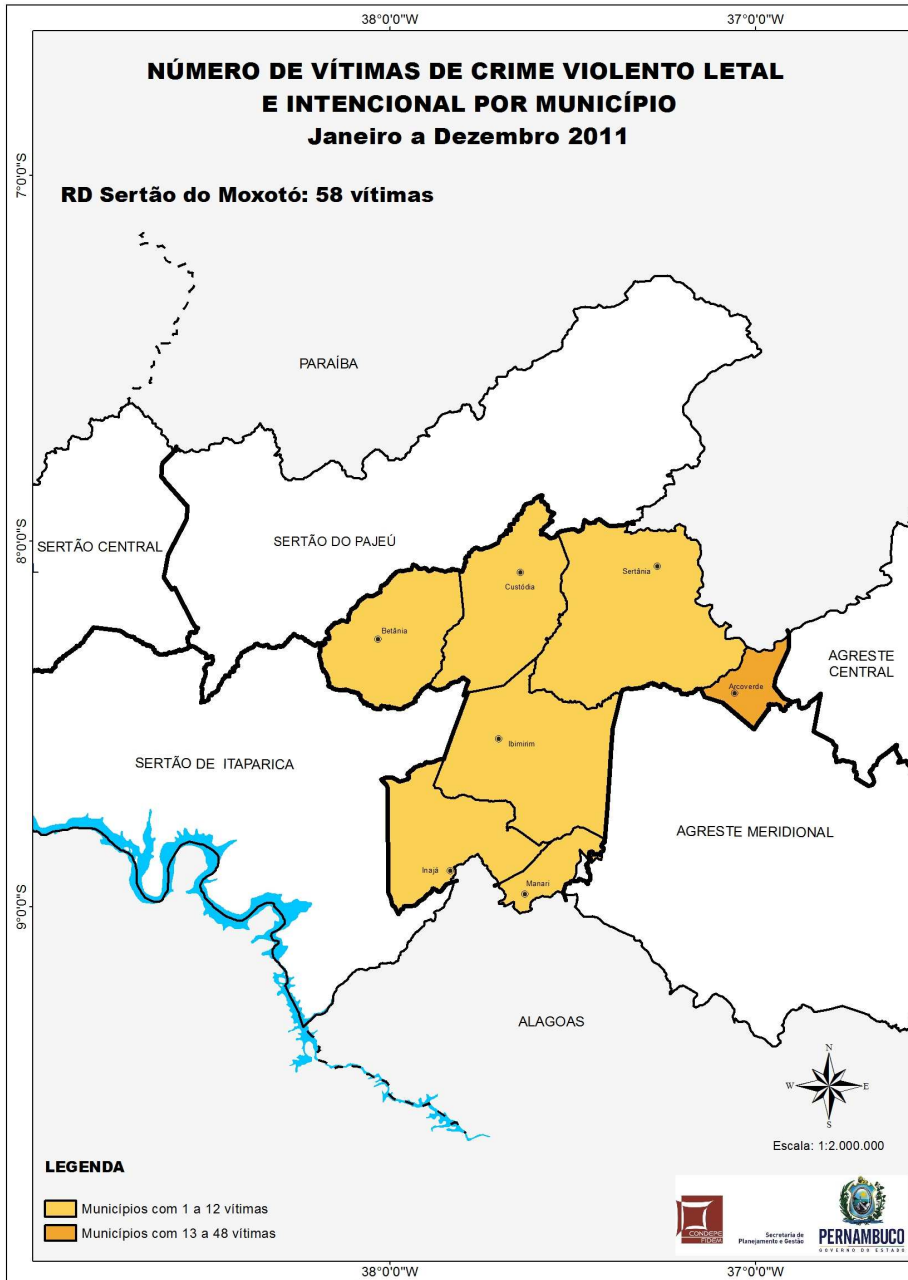 38°0'0"W
37°0'0"W
NÚMERO DE VÍTIMAS DE CRIME VIOLENTO LETAL
E INTENCIONAL POR MUNICÍPIO
Janeiro a Dezembro 2011
7°0'0"S
RD Sertão do Moxotó: 58 vítimas
PARAÍBA
8°0'0"S
SERTÃO CENTRAL
SERTÃO DO PAJEÚ
Custódia
Sertânia
Betânia
AGRESTE
CENTRAL
Arcoverde
Ibimirim
SERTÃO DE ITAPARICA
AGRESTE MERIDIONAL
Inajá
Manari
9°0'0"S
ALAGOAS
N
W
E
S
Escala: 1:2.000.000
LEGENDA
Municípios com 1 a 12 vítimas
Municípios com 13 a 48 vítimas
CONDEPE
FIDEM
Secretaria de
Planejamento e Gestão
PERNAMBUCO
GOVERNO DO ESTADO
38°0'0"W
37°0'0"W